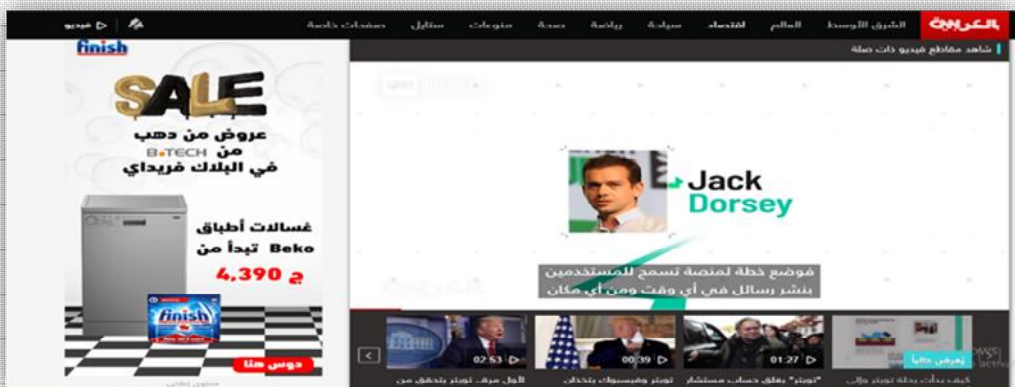 بالعربية
الشرق الأوسط
العالم
اقتصاد
سياحة
رياضة
صحة
منوعات
ستايل
صفحات خاصة
فيديو
شاهد مقاطع فيديو ذات صلة
Jack
Dorsey
فوضع خطة لمنصة تسمح للمستخدمين
بنشر رسائل في أي وقت ومن أي مكان
يُعرض حالياً
01:27
00:39
02:53
كيف بدأت رحلة تويتر وإلى
"تويتر" يغلق حساب مستشار
تويتر وفيسبوك يتخذان
لأول مرة.. تويتر يتحقق من
finish
SALE
عروض من دهب
من B.TECH
في البلاك فريداي
غسالات أطباق
Beko تبدأ من
4,390 ج
finish
دوس هنا